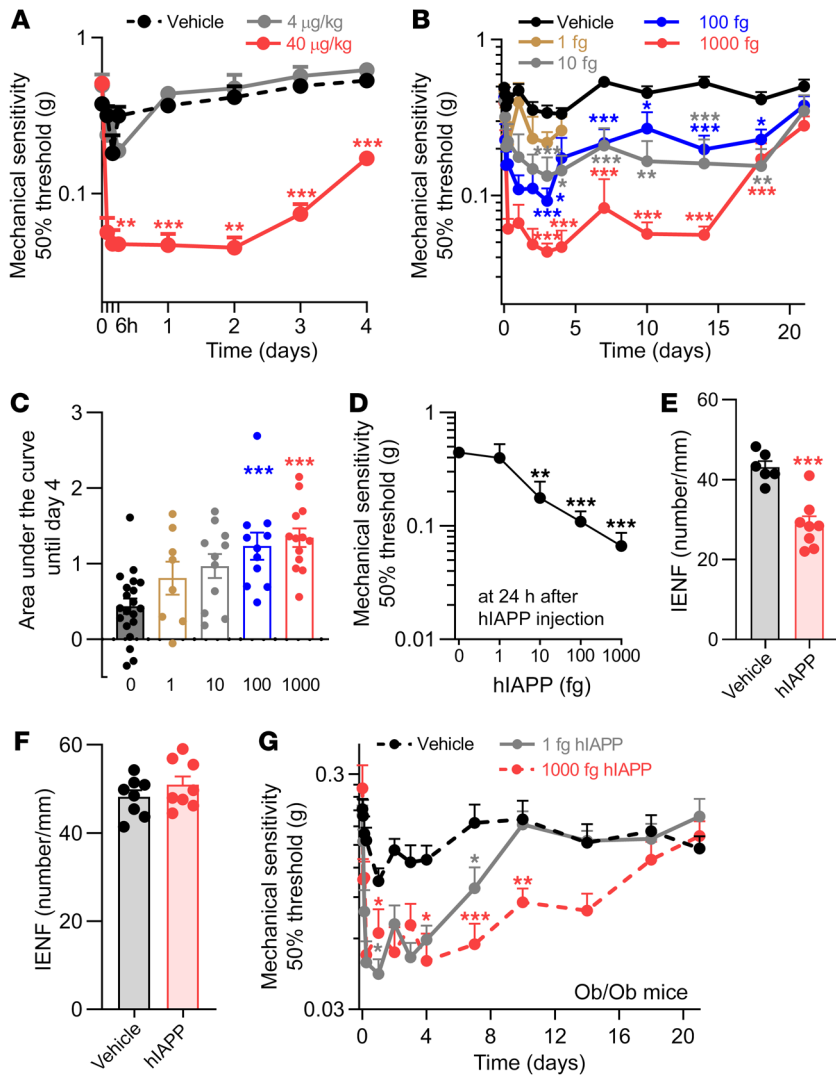 A
Vehicle
4 µg/kg
40 µg/kg
Mechanical sensitivity
50% threshold (g)
1
0.1
**
***
**
***
***
0
6h
1
2
3
4
Time (days)
B
Vehicle
1 fg
10 fg
100 fg
1000 fg
Mechanical sensitivity
50% threshold (g)
1
0.1
***
***
***
*
*
***
***
***
***
*
**
***
***
***
***
*
**
***
0
5
10
15
20
Time (days)
C
Area under the curve
until day 4
3
2
1
0
***
***
0
1
10
100
1000
D
Mechanical sensitivity
50% threshold (g)
1
0.1
0.01
**
***
***
at 24 h after
hIAPP injection
0
1
10
100
1000
hIAPP (fg)
E
IENF (number/mm)
60
40
20
0
***
Vehicle
hIAPP
F
IENF (number/mm)
60
40
20
0
Vehicle
hIAPP
G
Vehicle
1 fg hIAPP
1000 fg hIAPP
Mechanical sensitivity
50% threshold (g)
0.3
0.03
*
*
*
*
***
**
Ob/Ob mice
0
4
8
12
16
20
Time (days)